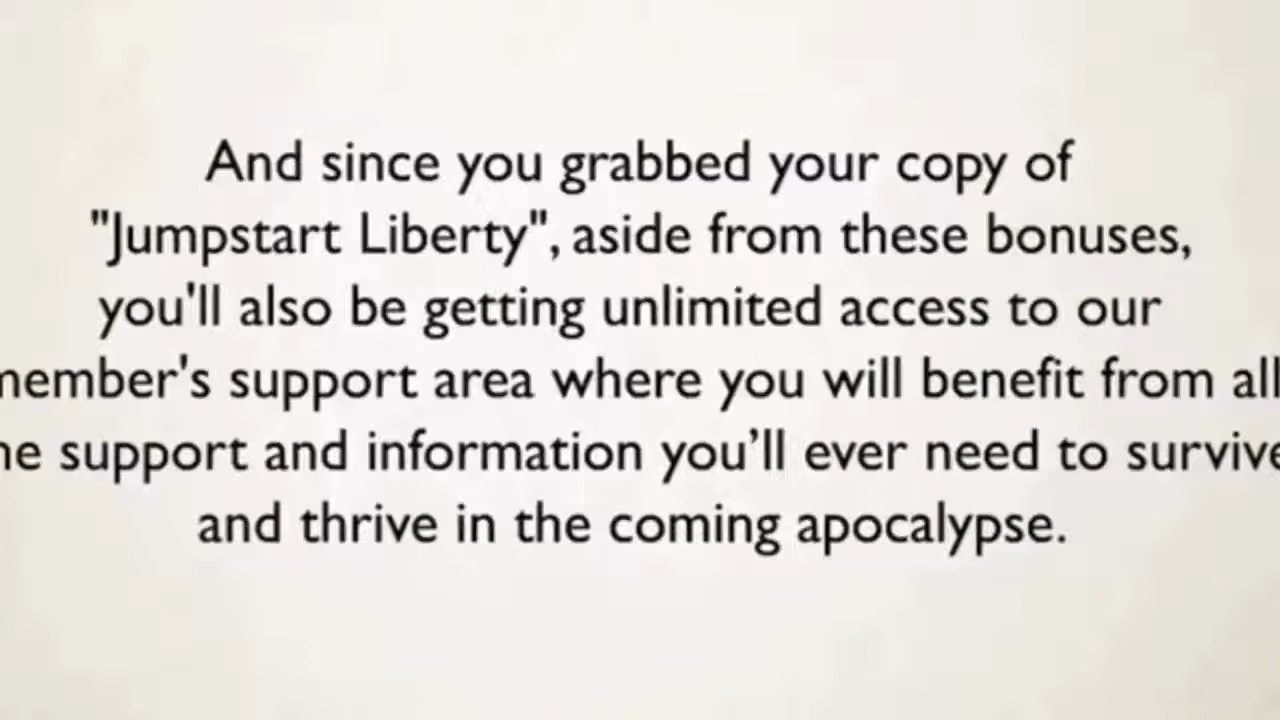 And since you grabbed your copy of
"Jumpstart Liberty", aside from these bonuses,
you'll also be getting unlimited access to our
member's support area where you will benefit from all
he support and information you’ll ever need to survive
and thrive in the coming apocalypse.